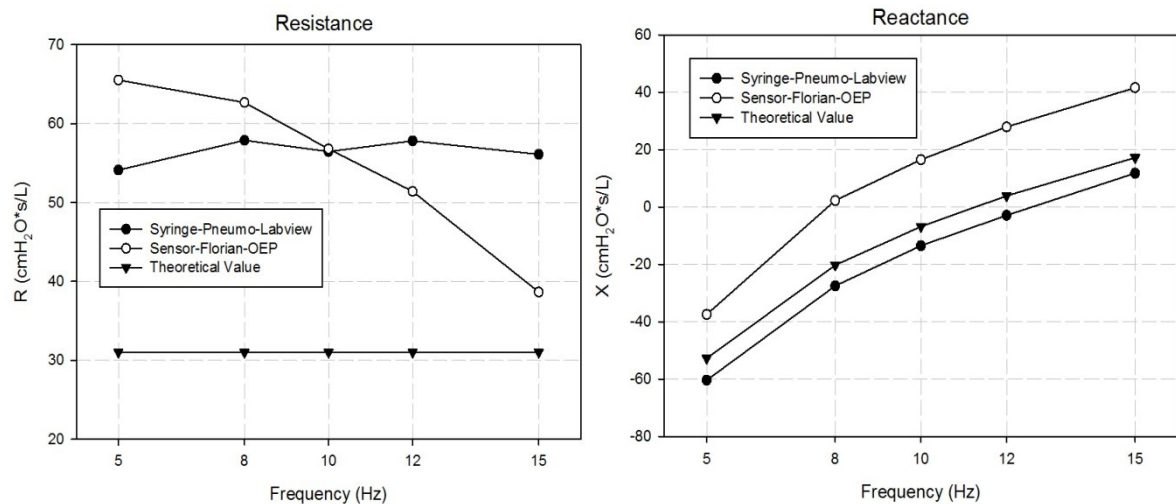 Resistance
70
60
50
40
30
20
R (cmH₂O*s/L)
Syringe-Pneumo-Labview
Sensor-Florian-OEP
Theoretical Value
5 8 10 12 15
Frequency (Hz)
Reactance
60
40
20
0
-20
-40
-60
-80
X (cmH₂O*s/L)
Syringe-Pneumo-Labview
Sensor-Florian-OEP
Theoretical Value
5 8 10 12 15
Frequency (Hz)